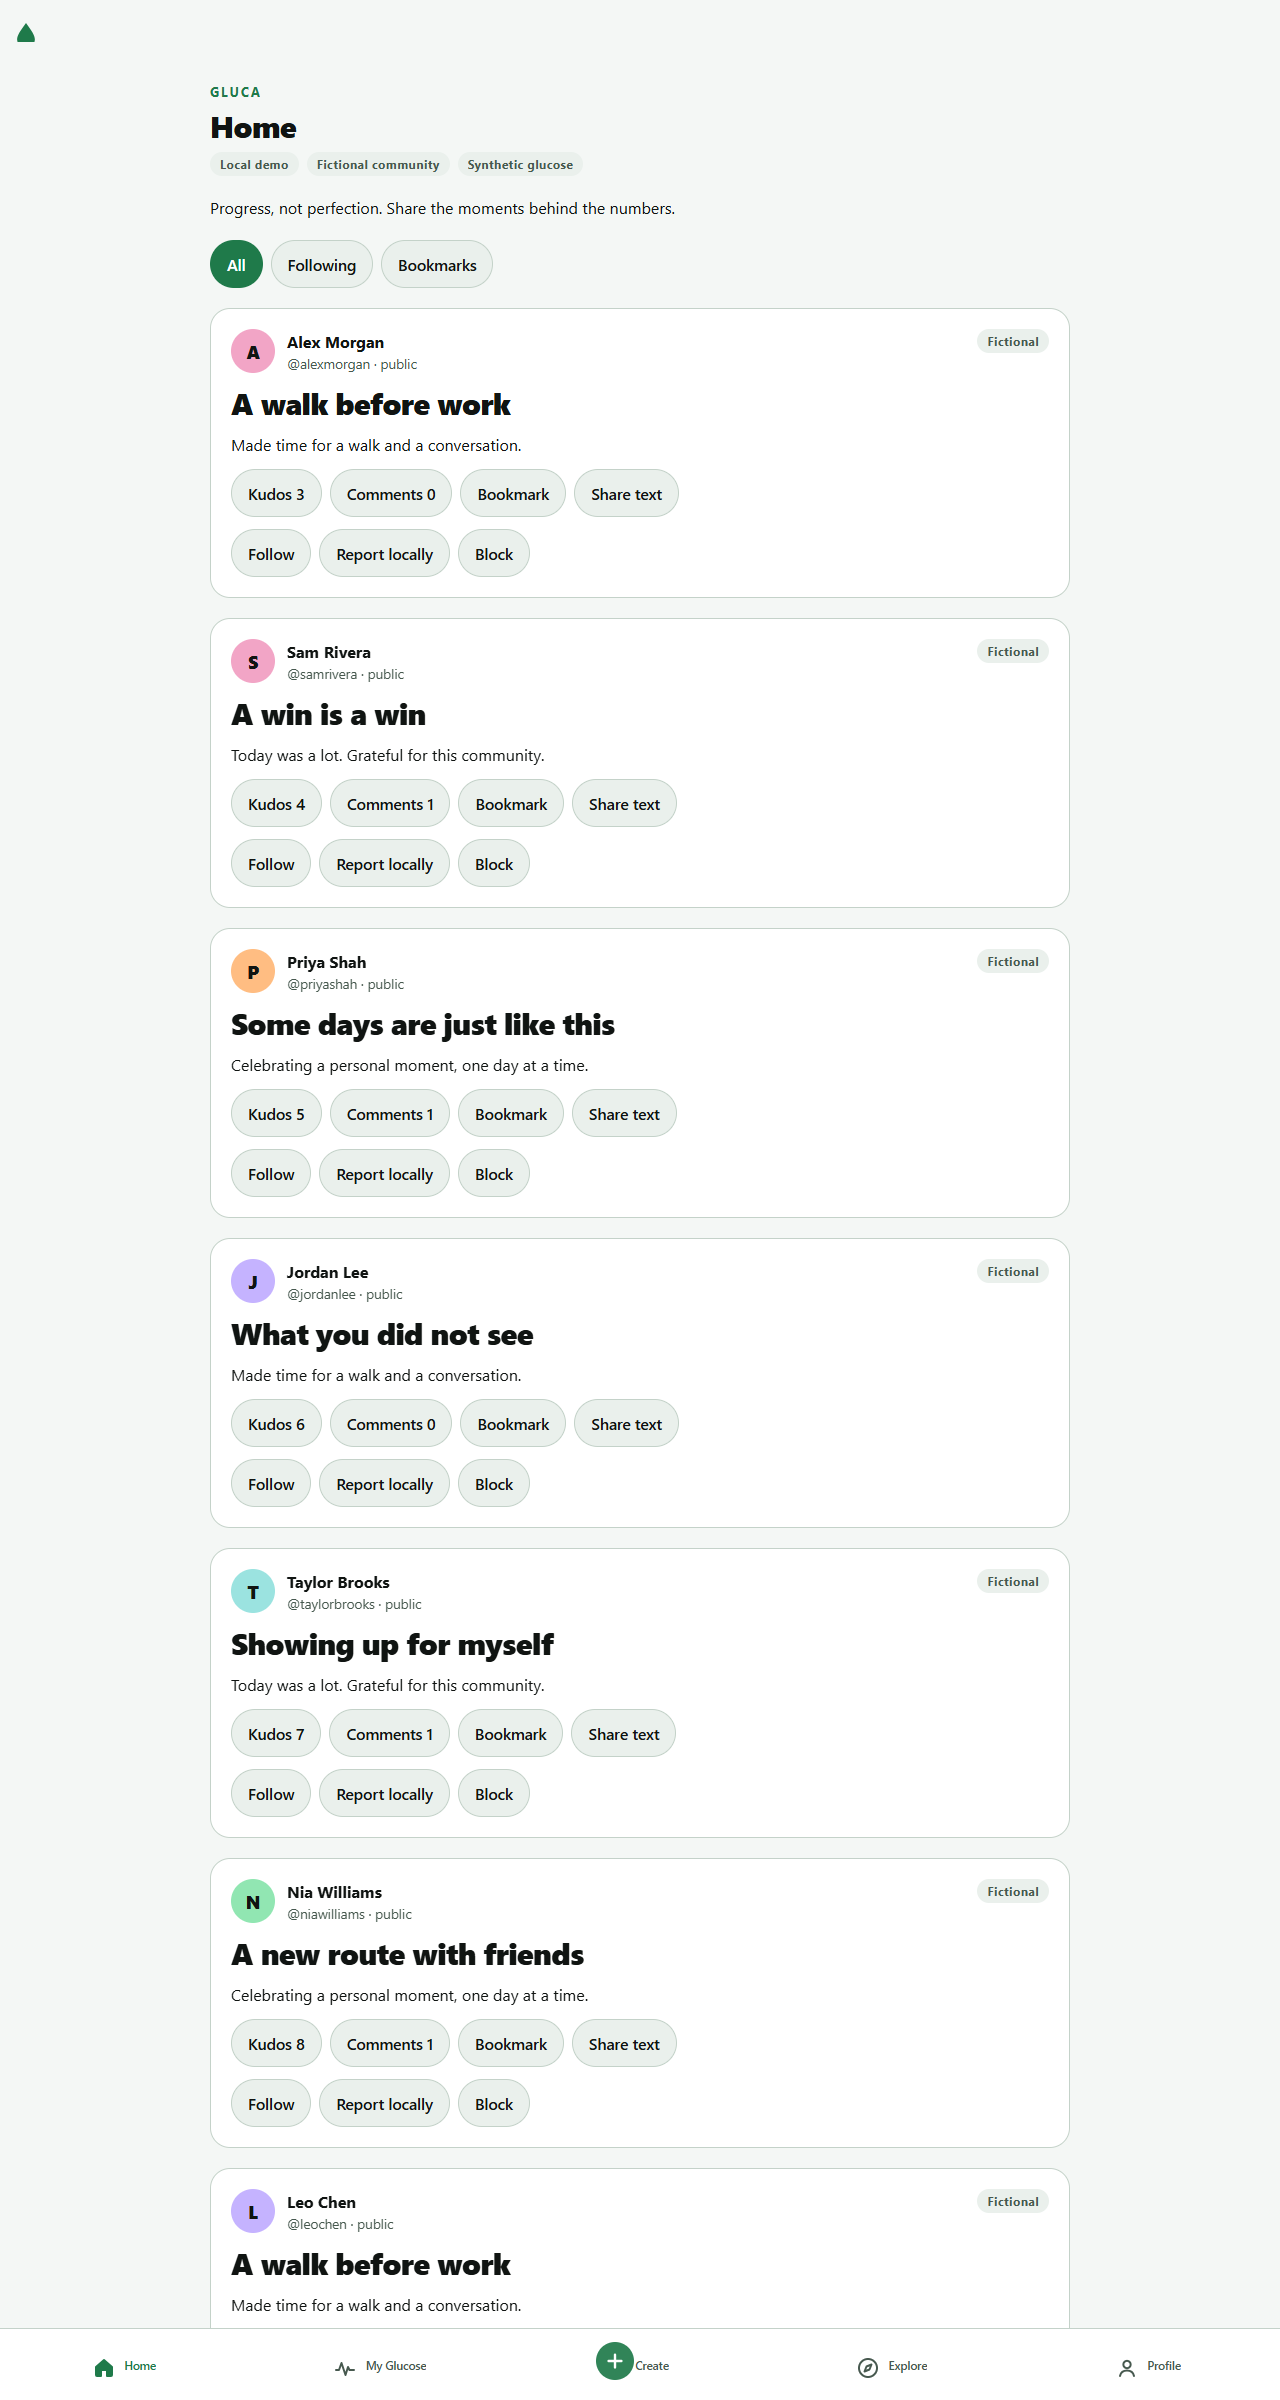 GLUCA
Home
Local demo Fictional community Synthetic glucose
Progress, not perfection. Share the moments behind the numbers.
All Following Bookmarks
A Alex Morgan Fictional
@alexmorgan · public
A walk before work
Made time for a walk and a conversation.
Kudos 3 Comments 0 Bookmark Share text
Follow Report locally Block
S Sam Rivera Fictional
@samrivera · public
A win is a win
Today was a lot. Grateful for this community.
Kudos 4 Comments 1 Bookmark Share text
Follow Report locally Block
P Priya Shah Fictional
@priyashah · public
Some days are just like this
Celebrating a personal moment, one day at a time.
Kudos 5 Comments 1 Bookmark Share text
Follow Report locally Block
J Jordan Lee Fictional
@jordanlee · public
What you did not see
Made time for a walk and a conversation.
Kudos 6 Comments 0 Bookmark Share text
Follow Report locally Block
T Taylor Brooks Fictional
@taylorbrooks · public
Showing up for myself
Today was a lot. Grateful for this community.
Kudos 7 Comments 1 Bookmark Share text
Follow Report locally Block
N Nia Williams Fictional
@niawilliams · public
A new route with friends
Celebrating a personal moment, one day at a time.
Kudos 8 Comments 1 Bookmark Share text
Follow Report locally Block
L Leo Chen Fictional
@leochen · public
A walk before work
Made time for a walk and a conversation.
Home My Glucose Create Explore Profile